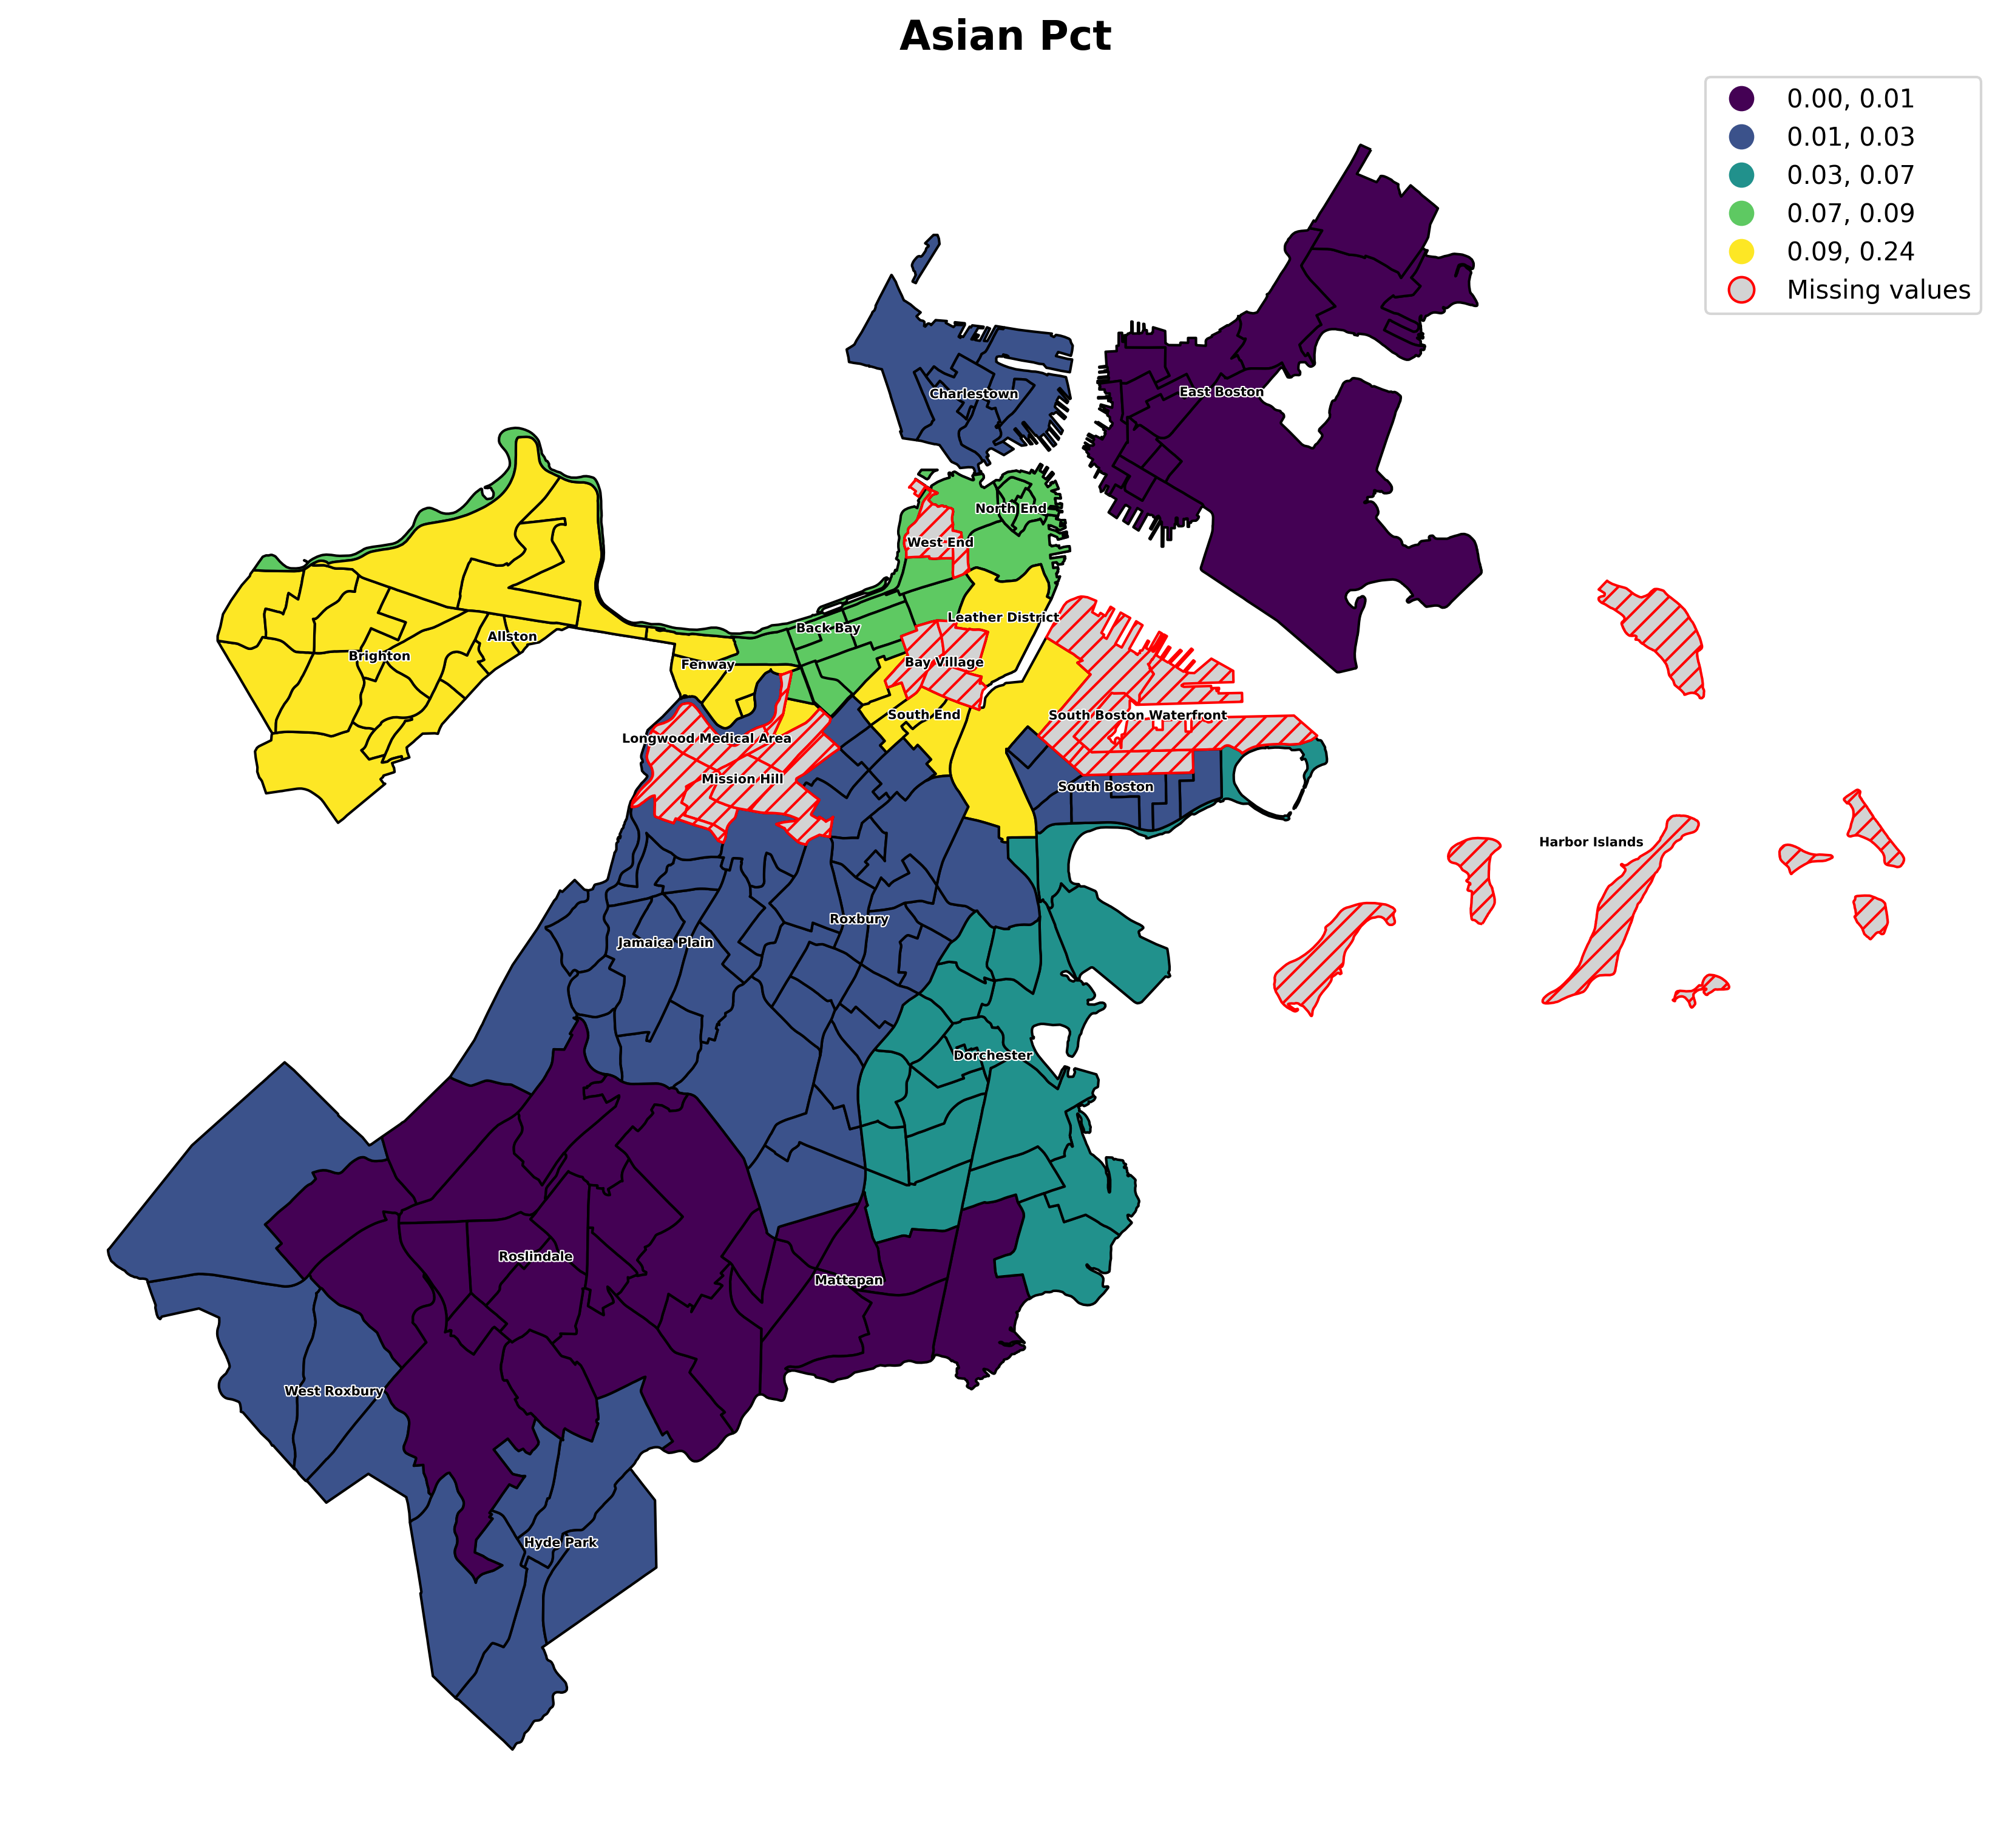 Asian Pct
0.00, 0.01
0.01, 0.03
0.03, 0.07
0.07, 0.09
0.09, 0.24
Missing values
East Boston
Charlestown
North End
West End
Leather District
Back Bay
Allston
Brighton
Fenway
Bay Village
South End
South Boston Waterfront
Longwood Medical Area
Mission Hill
South Boston
Harbor Islands
Roxbury
Jamaica Plain
Dorchester
Roslindale
Mattapan
West Roxbury
Hyde Park